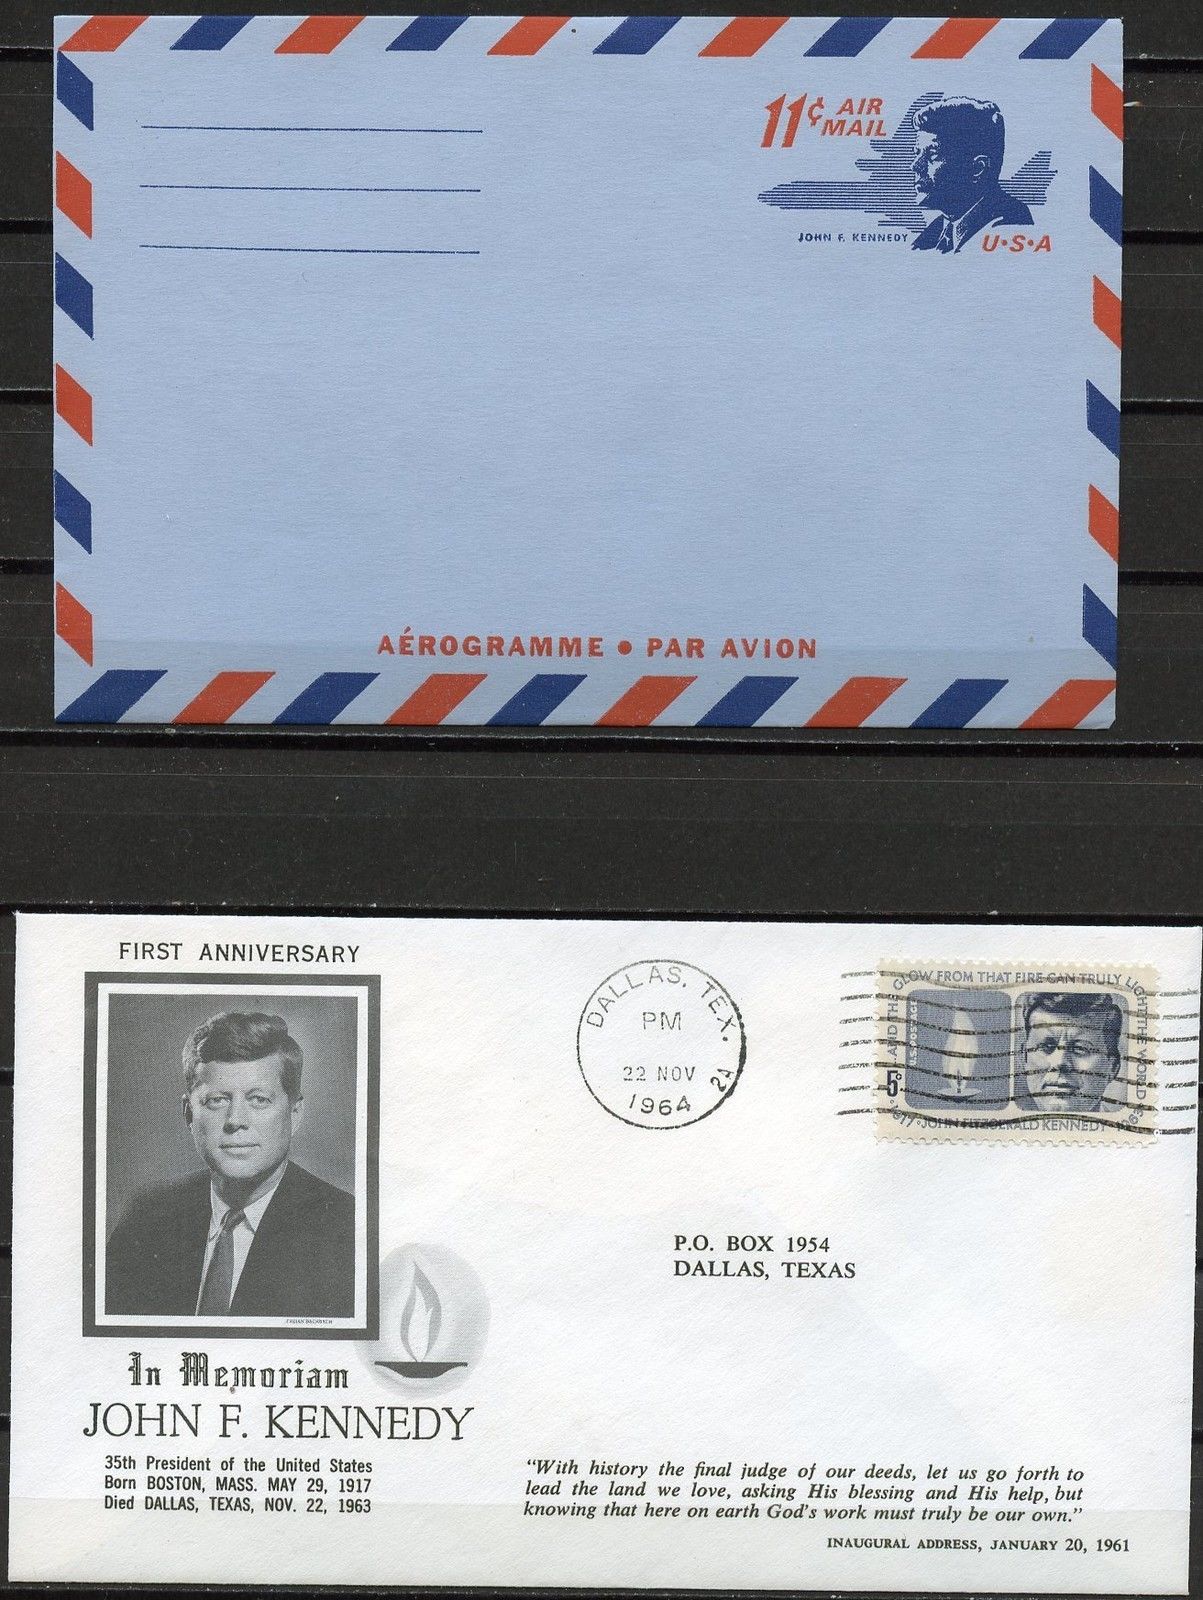 11¢ AIR
MAIL
JOHN F. KENNEDY
U·S·A
AÉROGRAMME • PAR AVION
FIRST ANNIVERSARY
FABIAN BACHRACH
In Memoriam
JOHN F. KENNEDY
35th President of the United States
Born BOSTON, MASS. MAY 29, 1917
Died DALLAS, TEXAS, NOV. 22, 1963
DALLAS, TEX.
PM
22 NOV
1964
2A
...AND THE GLOW FROM THAT FIRE CAN TRULY LIGHT THE WORLD
U.S. POSTAGE
5¢
1917·JOHN FITZGERALD KENNEDY·1963
P.O. BOX 1954
DALLAS, TEXAS
"With history the final judge of our deeds, let us go forth to
lead the land we love, asking His blessing and His help, but
knowing that here on earth God's work must truly be our own."
INAUGURAL ADDRESS, JANUARY 20, 1961